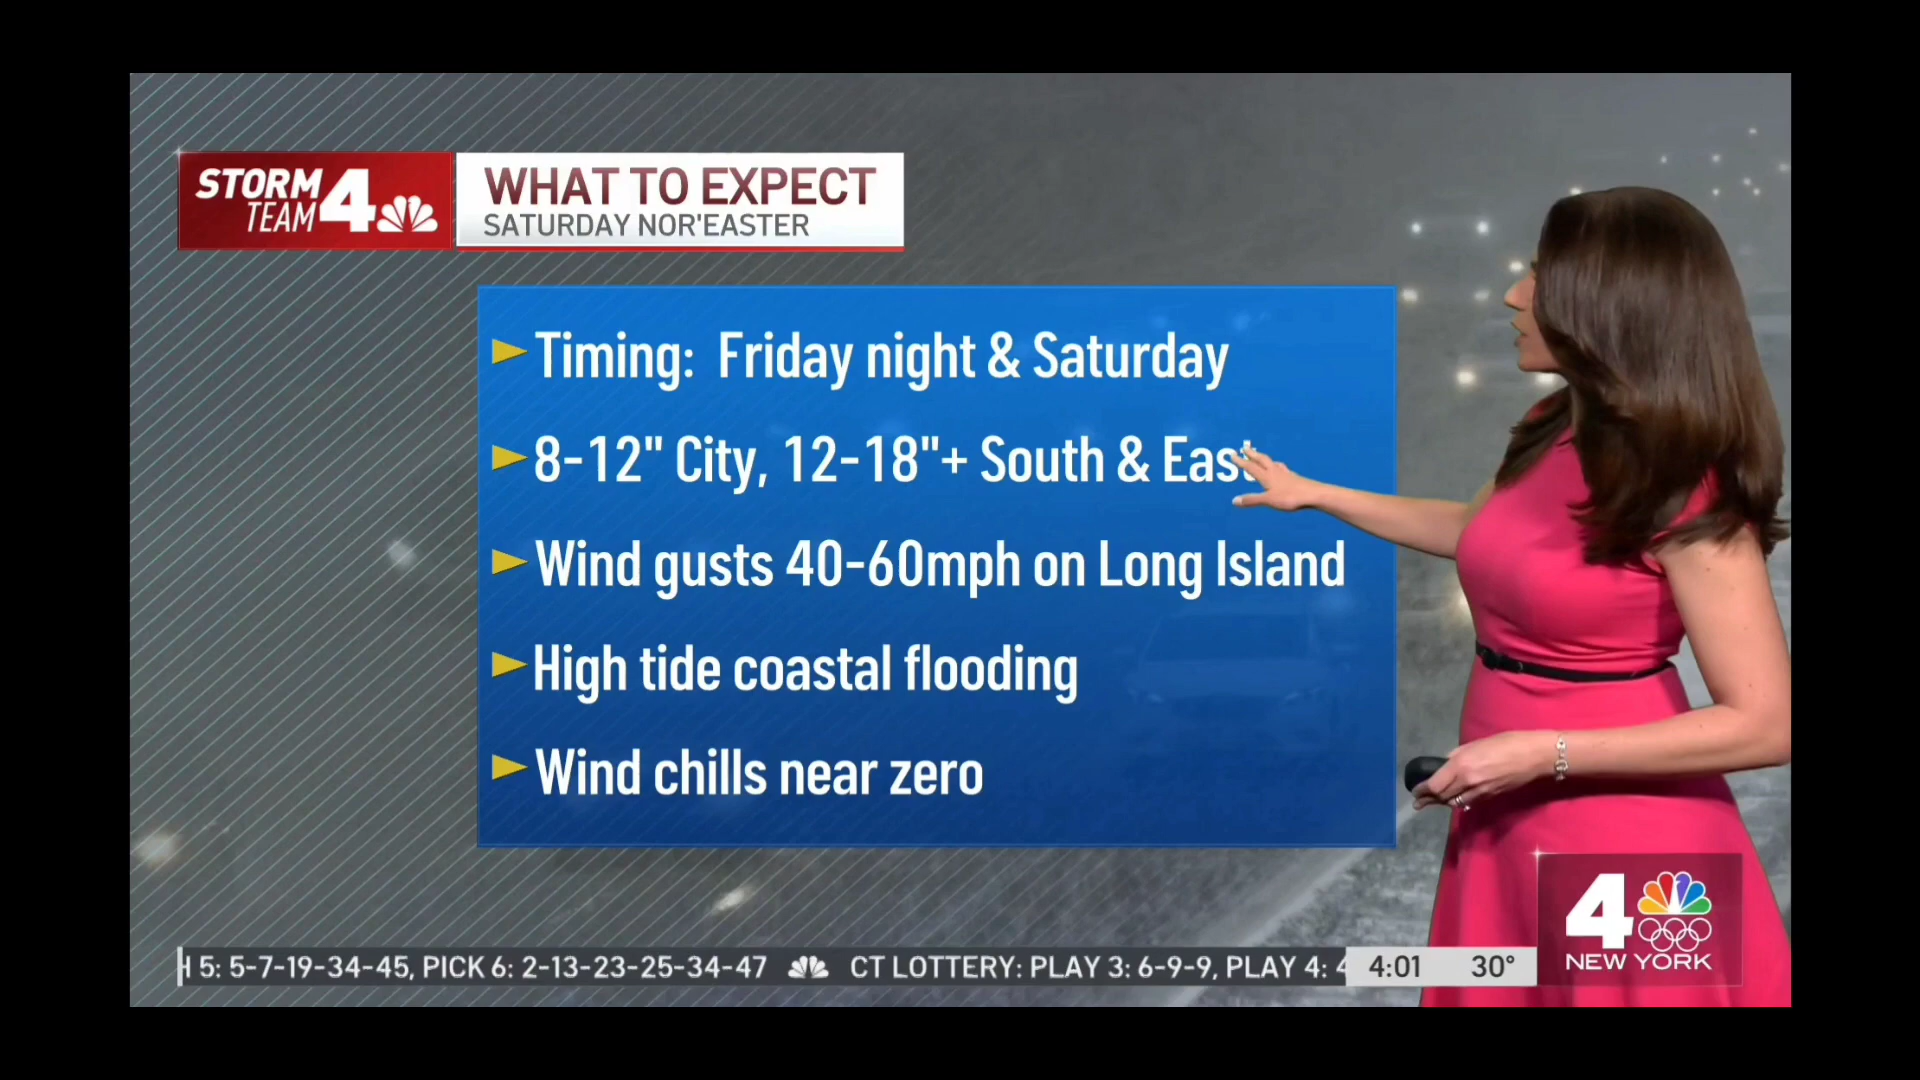 STORM TEAM 4
WHAT TO EXPECT
SATURDAY NOR'EASTER
Timing: Friday night & Saturday
8-12" City, 12-18"+ South & East
Wind gusts 40-60mph on Long Island
High tide coastal flooding
Wind chills near zero
5: 5-7-19-34-45, PICK 6: 2-13-23-25-34-47 CT LOTTERY: PLAY 3: 6-9-9, PLAY 4: 4
4:01 30°
4
NEW YORK